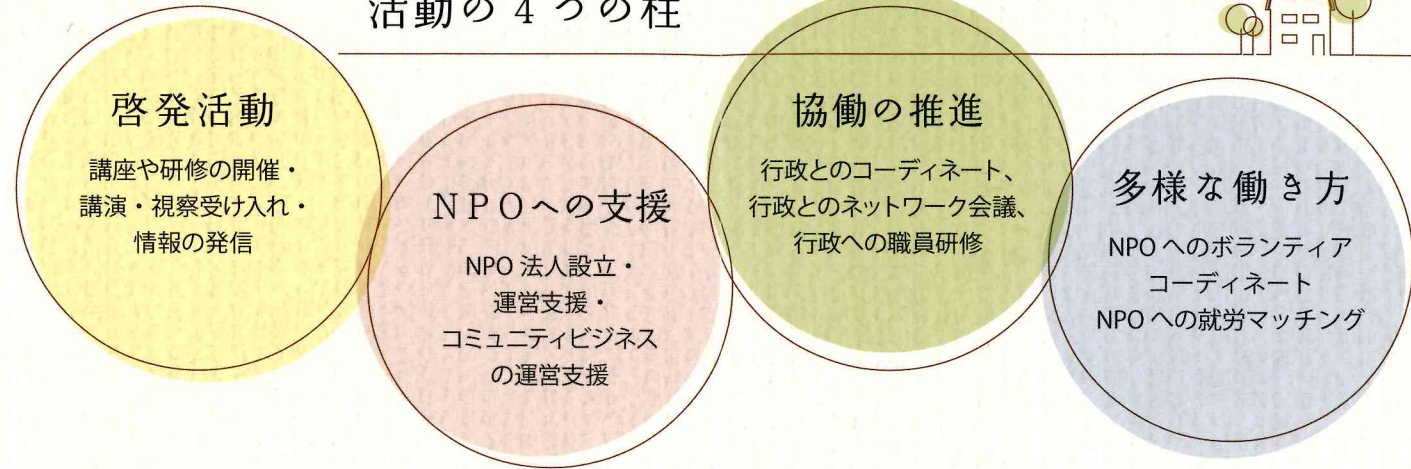 活動の4つの柱
啓発活動
講座や研修の開催・
講演・視察受け入れ・
情報の発信
NPOへの支援
NPO 法人設立・
運営支援・
コミュニティビジネス
の運営支援
協働の推進
行政とのコーディネート、
行政とのネットワーク会議、
行政への職員研修
多様な働き方
NPO へのボランティア
コーディネート
NPO への就労マッチング